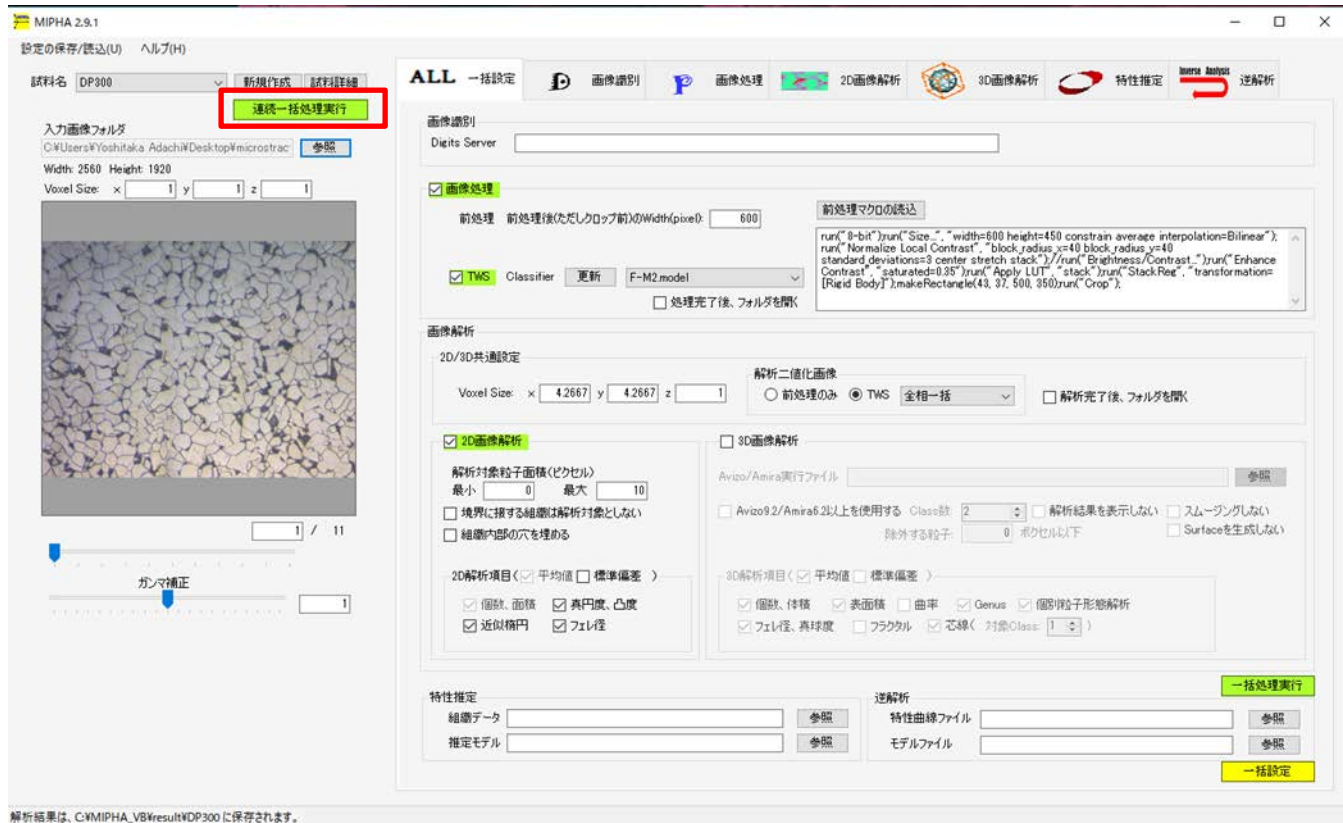 MIPHA 2.9.1
設定の保存/読込(U) ヘルプ(H)
試料名 DP300 新規作成 試料詳細
連続一括処理実行
入力画像フォルダ
C:¥Users¥Yoshitaka Adachi¥Desktop¥microstrac 参照
Width: 2560 Height: 1920
Voxel Size: x 1 y 1 z 1
1 / 11
ガンマ補正
1
ALL 一括設定 画像識別 画像処理 2D画像解析 3D画像解析 特性推定 Inverse Analysis 逆解析
画像識別
Digits Server
画像処理
前処理 前処理後(ただしクロップ前)のWidth(pixel): 600
前処理マクロの読込
run("8-bit");run("Size...", "width=600 height=450 constrain average interpolation=Bilinear");
run("Normalize Local Contrast", "block_radius_x=40 block_radius_y=40
standard_deviations=3 center stretch stack");//run("Brightness/Contrast...");run("Enhance
Contrast", "saturated=0.35");run("Apply LUT", "stack");run("StackReg", "transformation=
[Rigid Body]");makeRectangle(43, 37, 500, 350);run("Crop");
TWS Classifier 更新 F-M2.model
処理完了後、フォルダを開く
画像解析
2D/3D共通設定
Voxel Size: x 4.2667 y 4.2667 z 1
解析二値化画像
前処理のみ TWS 全相一括
解析完了後、フォルダを開く
2D画像解析
解析対象粒子面積(ピクセル)
最小 0 最大 10
境界に接する組織は解析対象としない
組織内部の穴を埋める
2D解析項目( 平均値 標準偏差 )
個数、面積 真円度、凸度
近似楕円 フェレ径
3D画像解析
Avizo/Amira実行ファイル 参照
Avizo9.2/Amira6.2以上を使用する Class数: 2 解析結果を表示しない スムージングしない
除外する粒子: 0 ボクセル以下 Surfaceを生成しない
3D解析項目( 平均値 標準偏差 )
個数、体積 表面積 曲率 Genus 個別粒子形態解析
フェレ径、真球度 フラクタル 芯線( 対象Class: 1 )
一括処理実行
特性推定
組織データ 参照
推定モデル 参照
逆解析
特性曲線ファイル 参照
モデルファイル 参照
一括設定
解析結果は、C:¥MIPHA_VB¥result¥DP300 に保存されます。